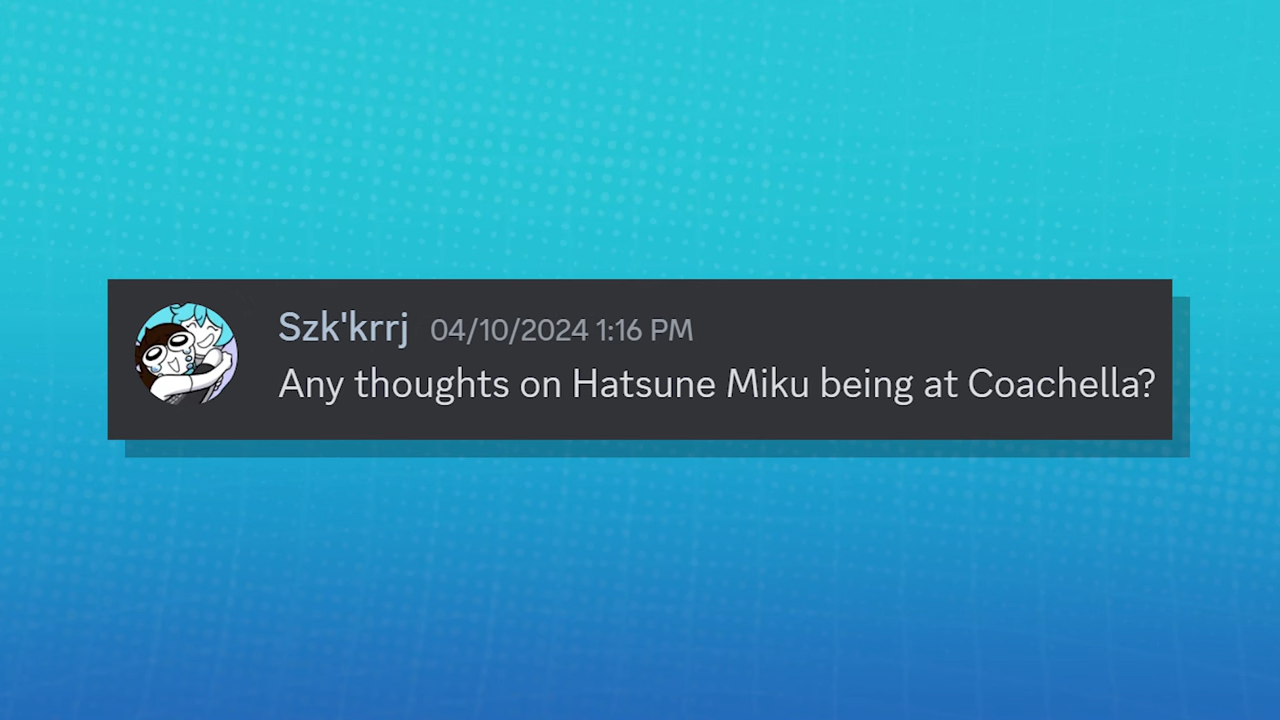 Szk'krrj 04/10/2024 1:16 PM
Any thoughts on Hatsune Miku being at Coachella?